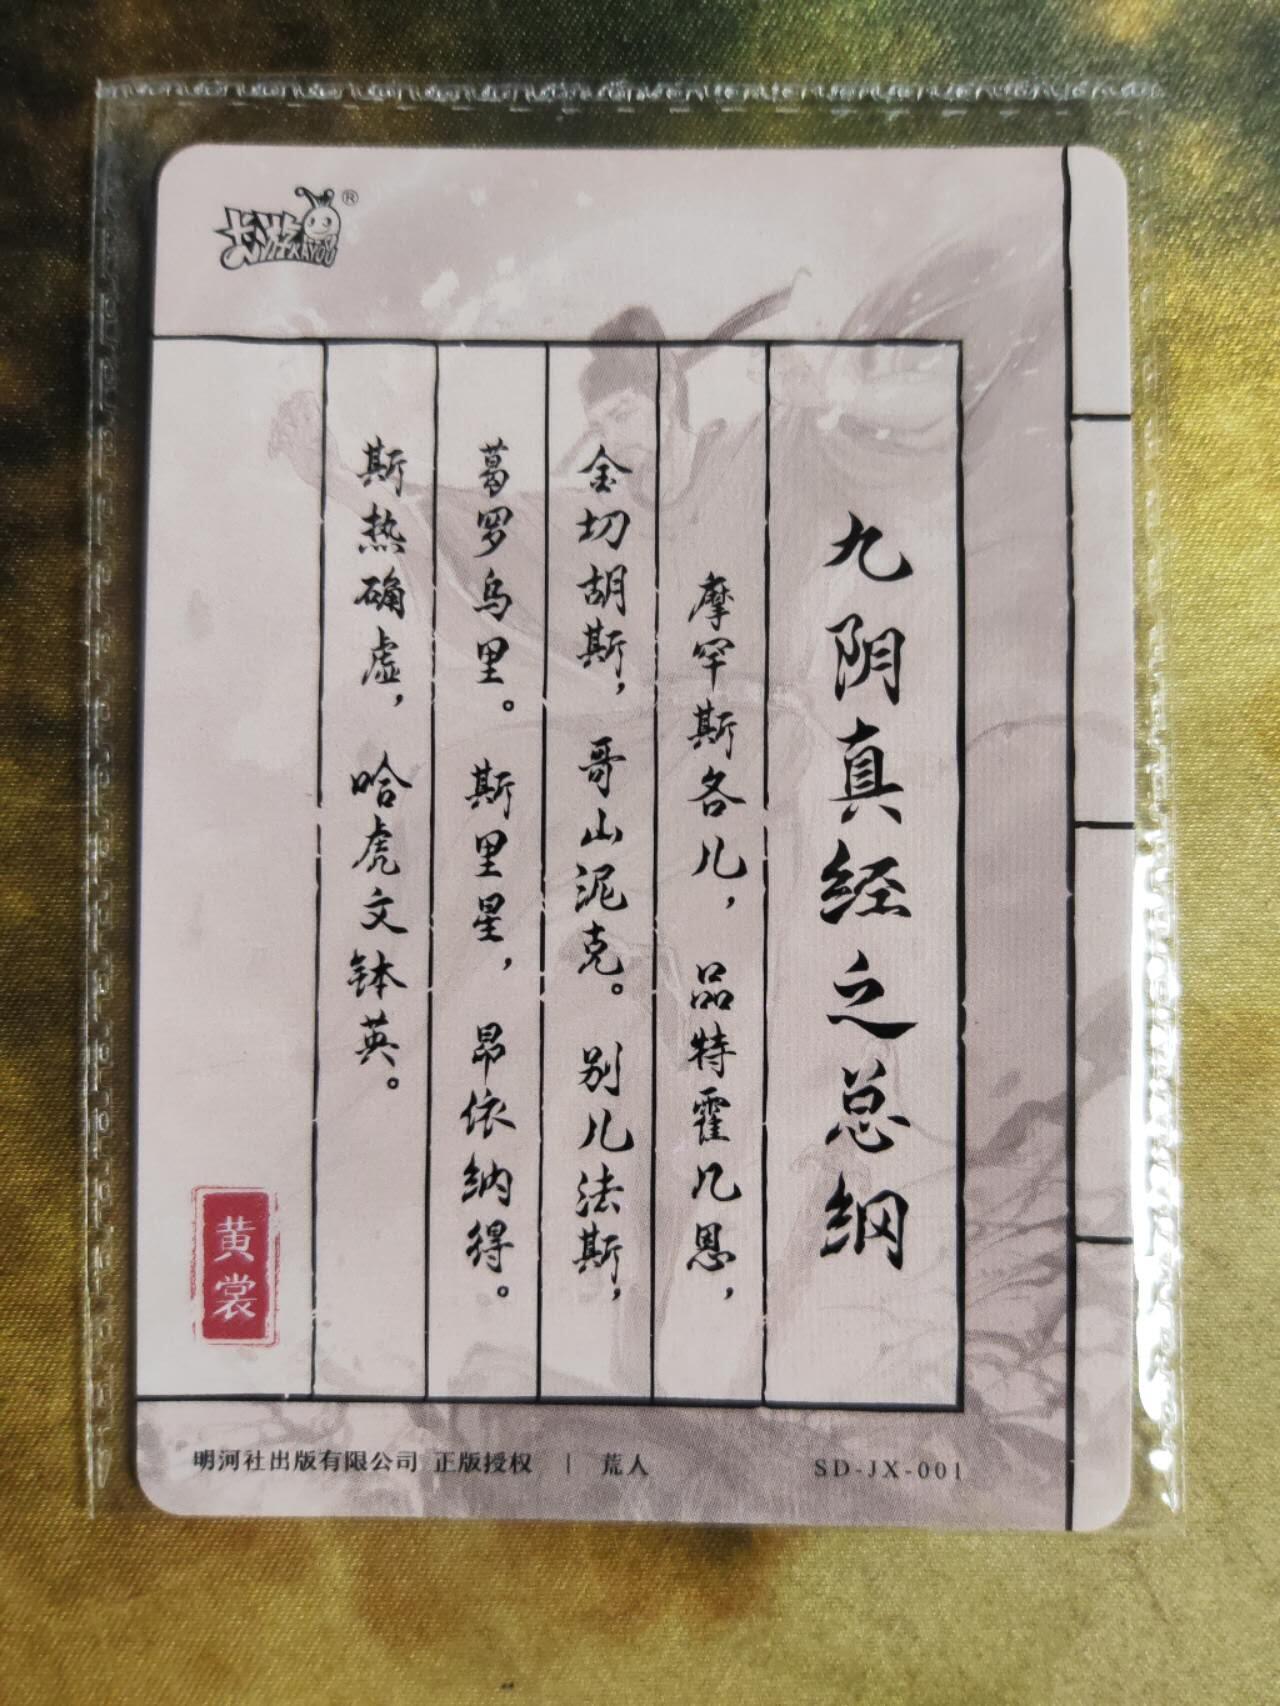 卡游
KAYOU
®
九阴真经之总纲
摩罕斯各儿，品特霍几恩，
金切胡斯，哥山泥克。别儿法斯，
葛罗乌里。斯里星，昂依纳得。
斯热确虚，哈虎文钵英。
黄裳
明河社出版有限公司 正版授权 | 荒人
SD-JX-001